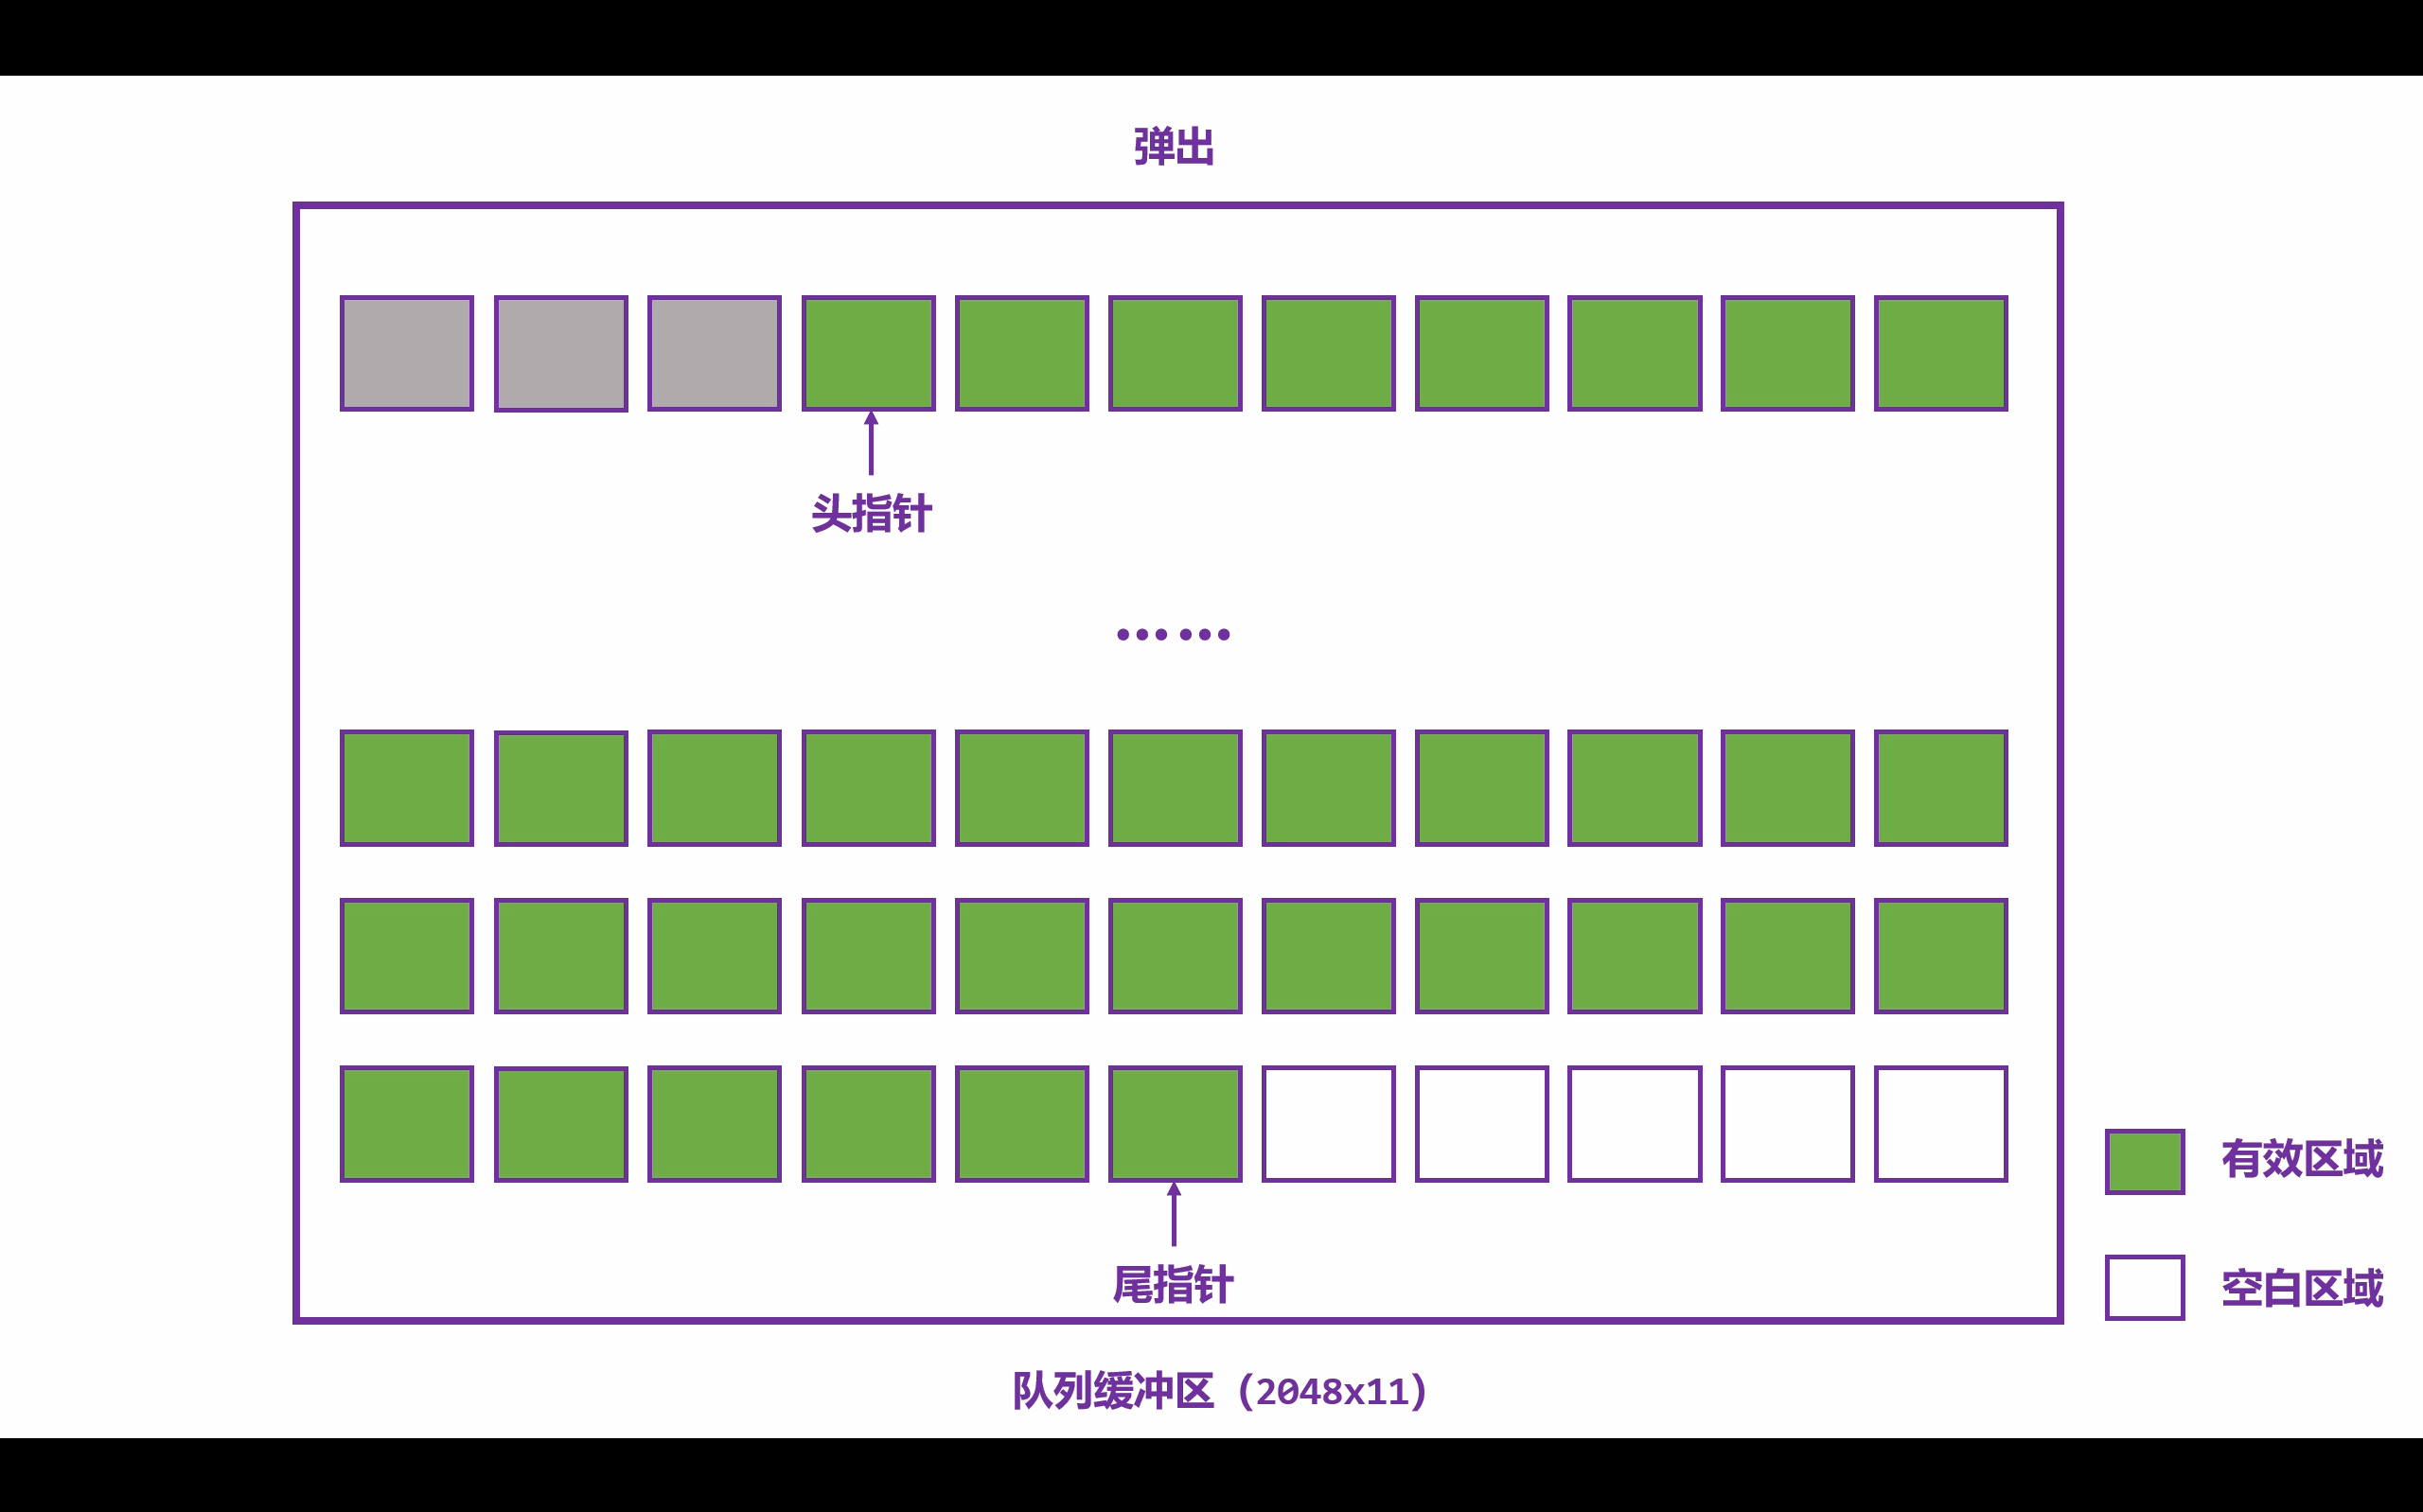 弹出
头指针
…...
尾指针
有效区域
空白区域
队列缓冲区（2048x11）